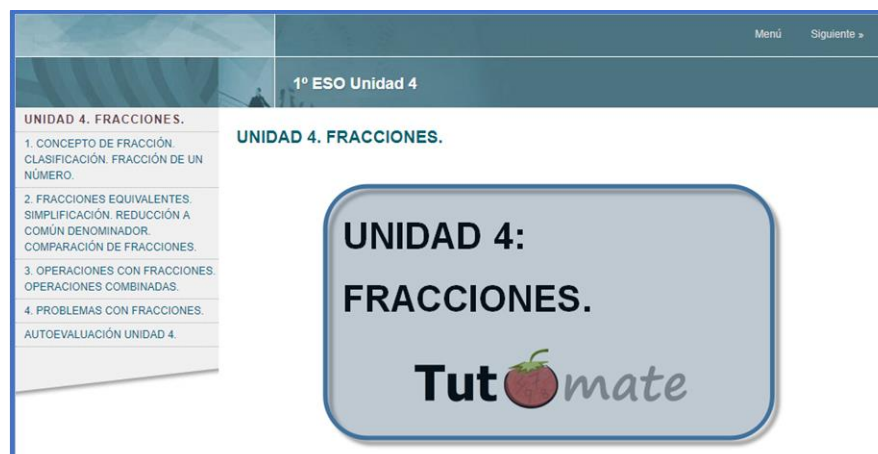 Menú Siguiente »
1º ESO Unidad 4
UNIDAD 4. FRACCIONES.
1. CONCEPTO DE FRACCIÓN.
CLASIFICACIÓN. FRACCIÓN DE UN
NÚMERO.
2. FRACCIONES EQUIVALENTES.
SIMPLIFICACIÓN. REDUCCIÓN A
COMÚN DENOMINADOR.
COMPARACIÓN DE FRACCIONES.
3. OPERACIONES CON FRACCIONES.
OPERACIONES COMBINADAS.
4. PROBLEMAS CON FRACCIONES.
AUTOEVALUACIÓN UNIDAD 4.
UNIDAD 4. FRACCIONES.
UNIDAD 4:
FRACCIONES.
Tut mate